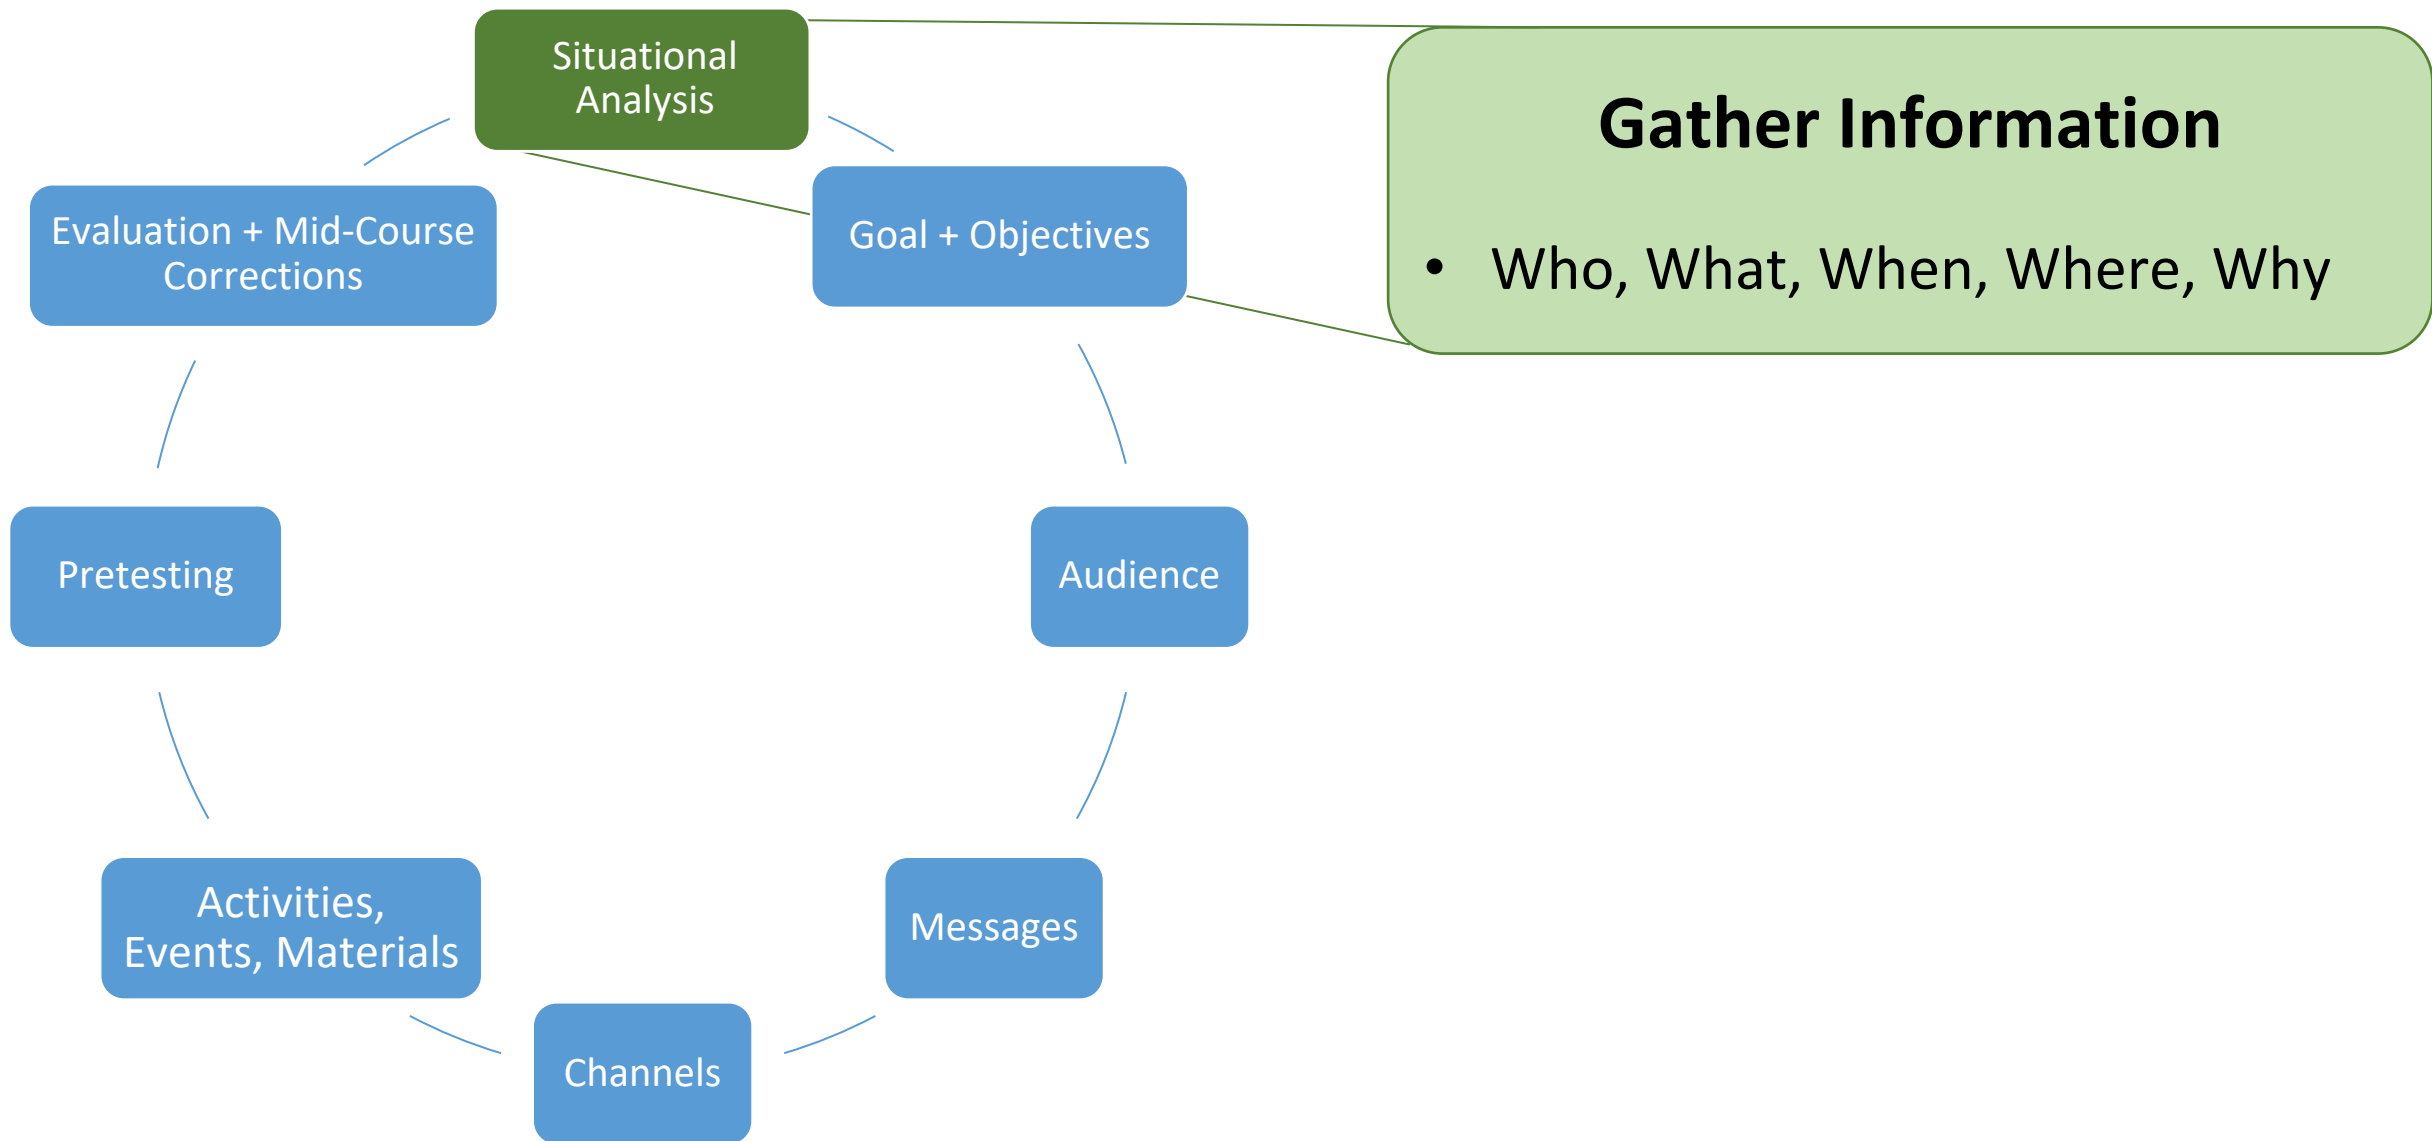 Situational
Analysis
Gather Information
• Who, What, When, Where, Why
Goal + Objectives
Evaluation + Mid-Course
Corrections
Pretesting
Audience
Activities,
Events, Materials
Messages
Channels